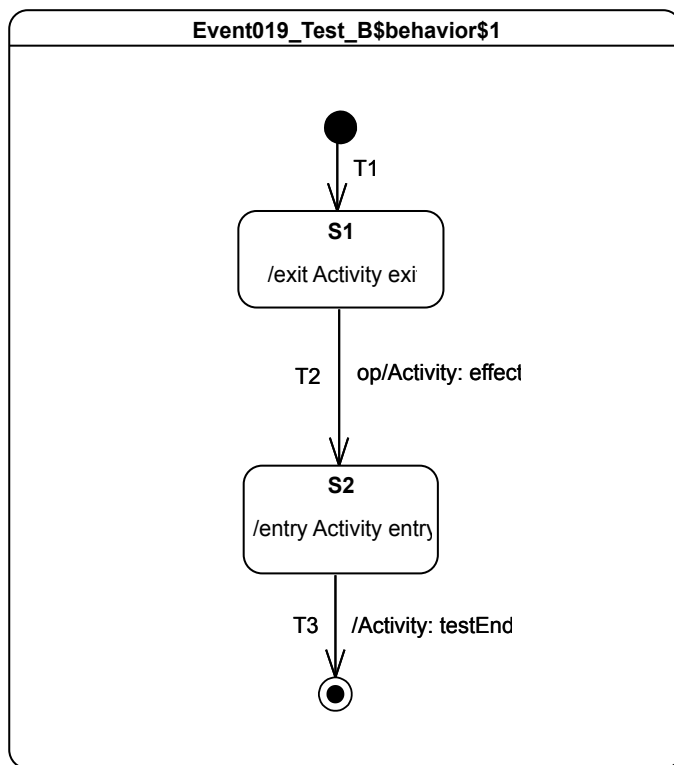 Event019_Test_B$behavior$1
T1
S1
/exit Activity exi
T2 op/Activity: effect
S2
/entry Activity entry
T3 /Activity: testEnd